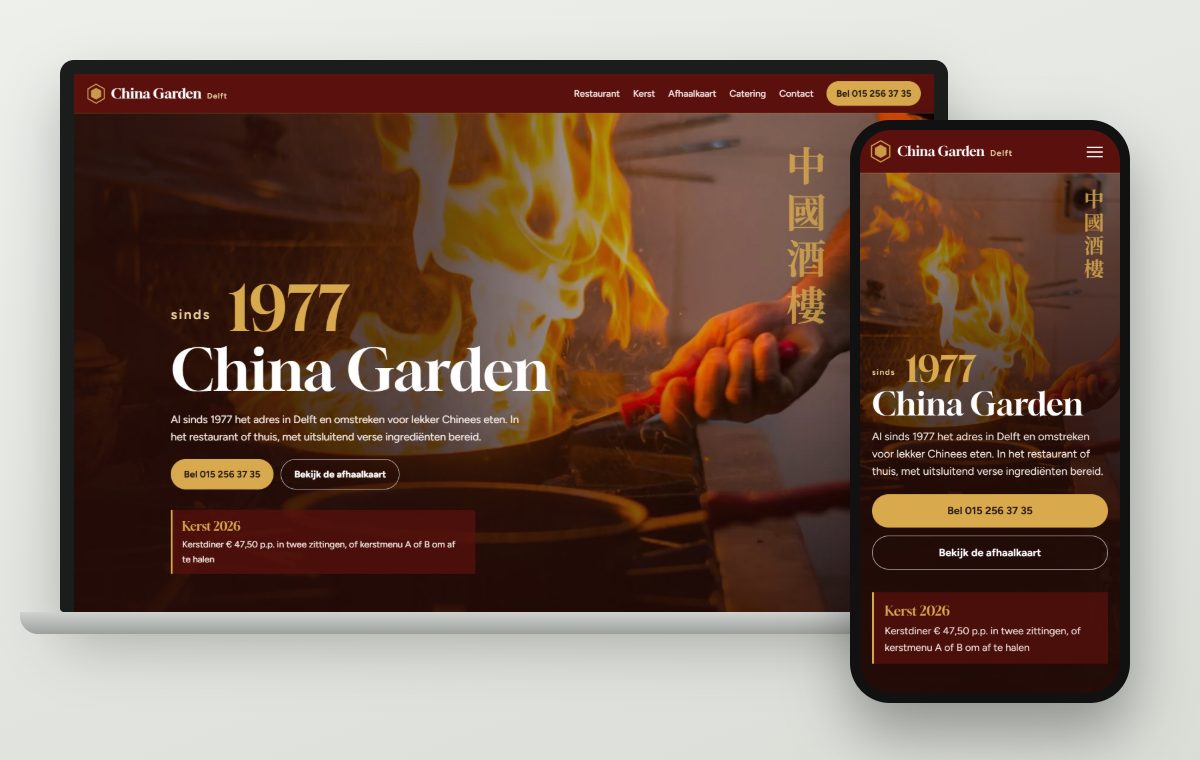 China Garden Delft
Restaurant Kerst Afhaalkaart Catering Contact Bel 015 256 37 35
中
國
酒
樓
sinds 1977
China Garden
Al sinds 1977 het adres in Delft en omstreken voor lekker Chinees eten. In
het restaurant of thuis, met uitsluitend verse ingrediënten bereid.
Bel 015 256 37 35 Bekijk de afhaalkaart
Kerst 2026
Kerstdiner € 47,50 p.p. in twee zittingen, of kerstmenu A of B om af
te halen
China Garden Delft
中
國
酒
樓
sinds 1977
China Garden
Al sinds 1977 het adres in Delft en omstreken
voor lekker Chinees eten. In het restaurant of
thuis, met uitsluitend verse ingrediënten bereid.
Bel 015 256 37 35
Bekijk de afhaalkaart
Kerst 2026
Kerstdiner € 47,50 p.p. in twee zittingen, of
kerstmenu A of B om af te halen